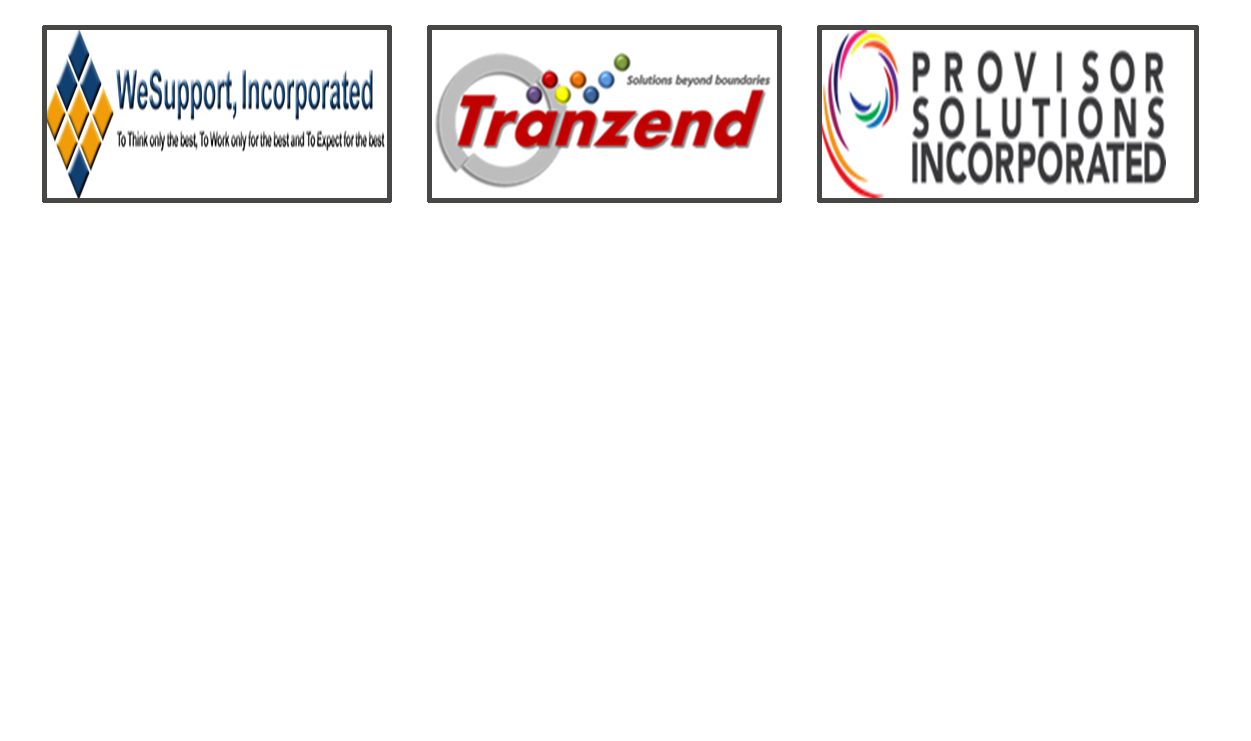 WeSupport, Incorporated
To Think only the best, To Work only for the best and To Expect for the best
Solutions beyond boundaries
Tranzend
PROVISOR
SOLUTIONS
INCORPORATED